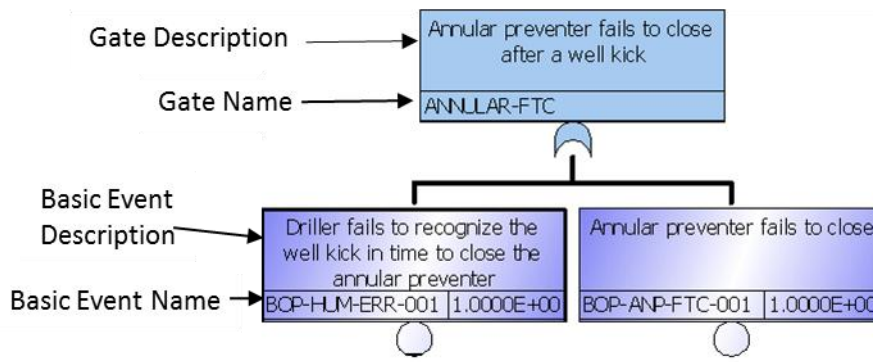 Gate Description
Annular preventer fails to close
after a well kick
Gate Name
ANNULAR-FTC
Basic Event
Description
Driller fails to recognize the
well kick in time to close the
annular preventer
Annular preventer fails to close
Basic Event Name
BOP-HUM-ERR-001 1.0000E+00
BOP-ANP-FTC-001 1.0000E+00